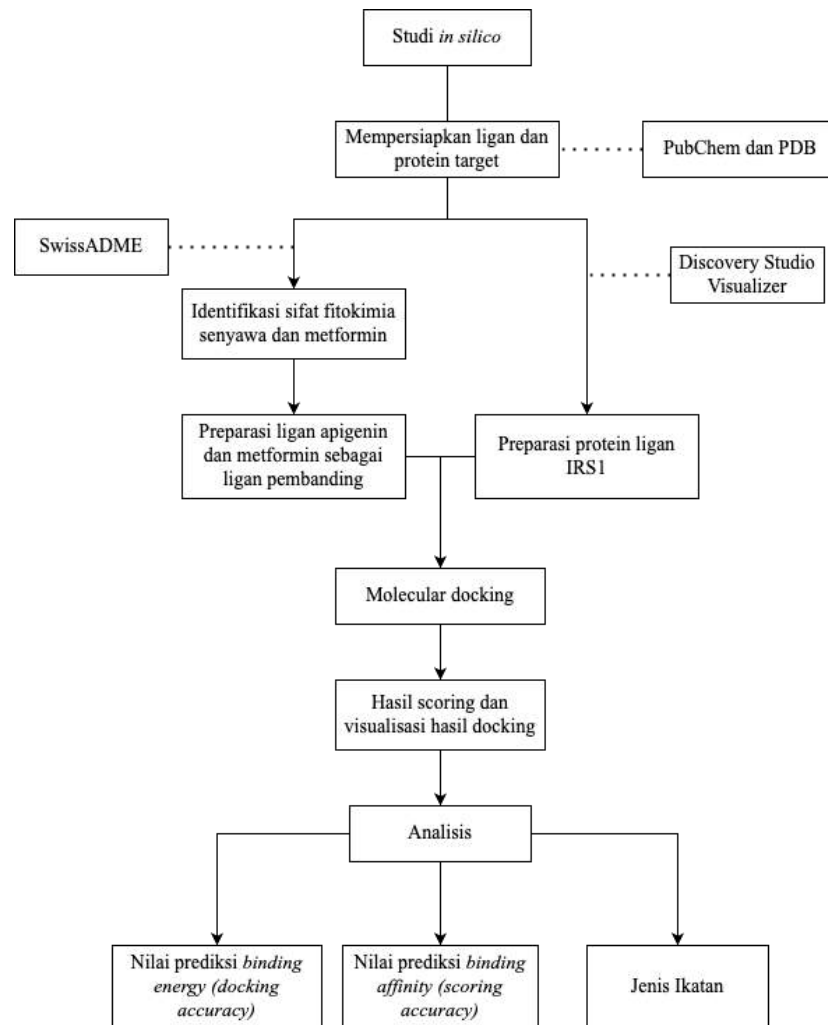 Studi in silico
Mempersiapkan ligan dan
protein target
PubChem dan PDB
SwissADME
Discovery Studio
Visualizer
Identifikasi sifat fitokimia
senyawa dan metformin
Preparasi ligan apigenin
dan metformin sebagai
ligan pembanding
Preparasi protein ligan
IRS1
Molecular docking
Hasil scoring dan
visualisasi hasil docking
Analisis
Nilai prediksi binding
energy (docking
accuracy)
Nilai prediksi binding
affinity (scoring
accuracy)
Jenis Ikatan